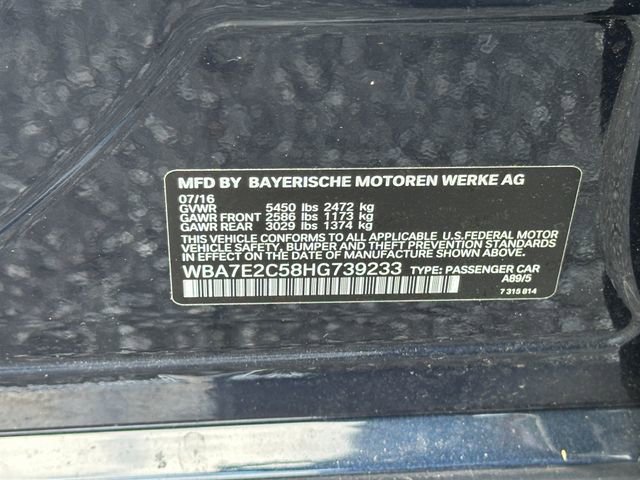 MFD BY BAYERISCHE MOTOREN WERKE AG
07/16
GVWR 5450 lbs 2472 kg
GAWR FRONT 2586 lbs 1173 kg
GAWR REAR 3029 lbs 1374 kg
THIS VEHICLE CONFORMS TO ALL APPLICABLE U.S.FEDERAL MOTOR
VEHICLE SAFETY, BUMPER, AND THEFT PREVENTION STANDARDS
IN EFFECT ON THE DATE OF MANUFACTURE SHOWN ABOVE.
WBA7E2C58HG739233 TYPE: PASSENGER CAR
A89/5
7 315 814